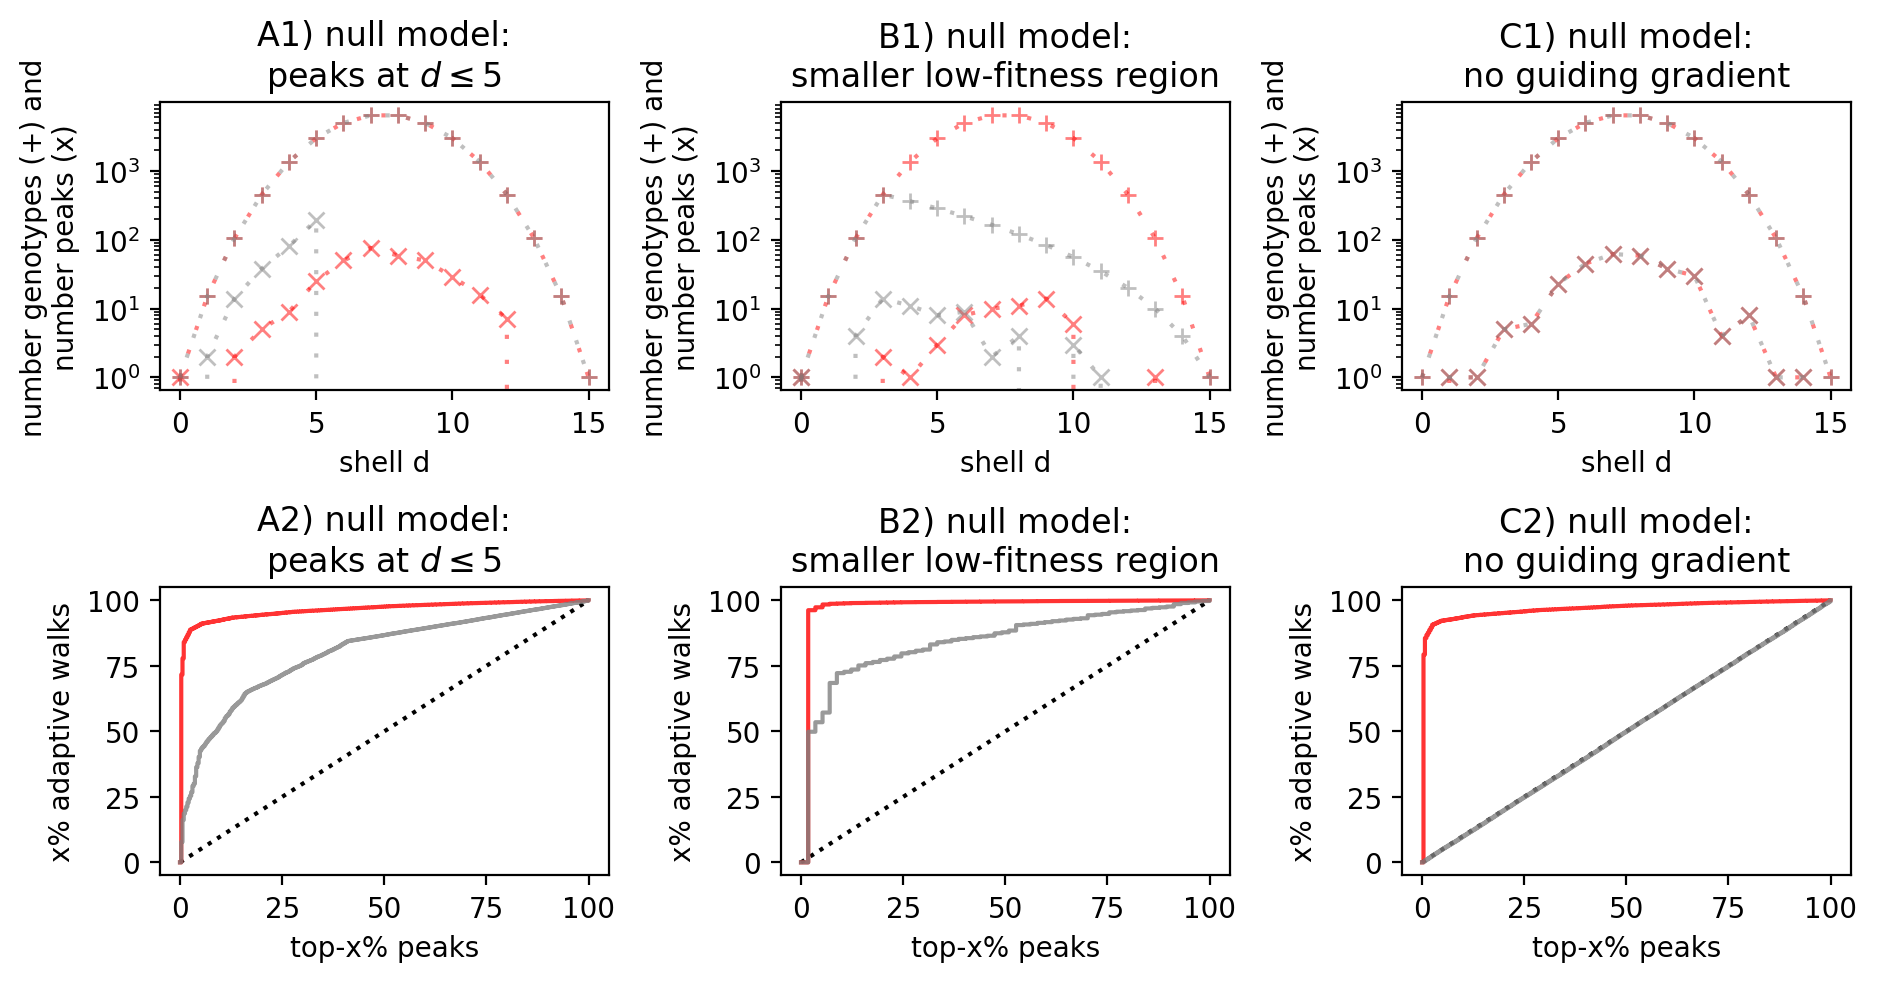 A1) null model:
peaks at d ≤ 5
number genotypes (+) and
number peaks (x)
10³
10²
10¹
10⁰
0 5 10 15
shell d
B1) null model:
smaller low-fitness region
number genotypes (+) and
number peaks (x)
10³
10²
10¹
10⁰
0 5 10 15
shell d
C1) null model:
no guiding gradient
number genotypes (+) and
number peaks (x)
10³
10²
10¹
10⁰
0 5 10 15
shell d
A2) null model:
peaks at d ≤ 5
x% adaptive walks
100
75
50
25
0
0 25 50 75 100
top-x% peaks
B2) null model:
smaller low-fitness region
x% adaptive walks
100
75
50
25
0
0 25 50 75 100
top-x% peaks
C2) null model:
no guiding gradient
x% adaptive walks
100
75
50
25
0
0 25 50 75 100
top-x% peaks